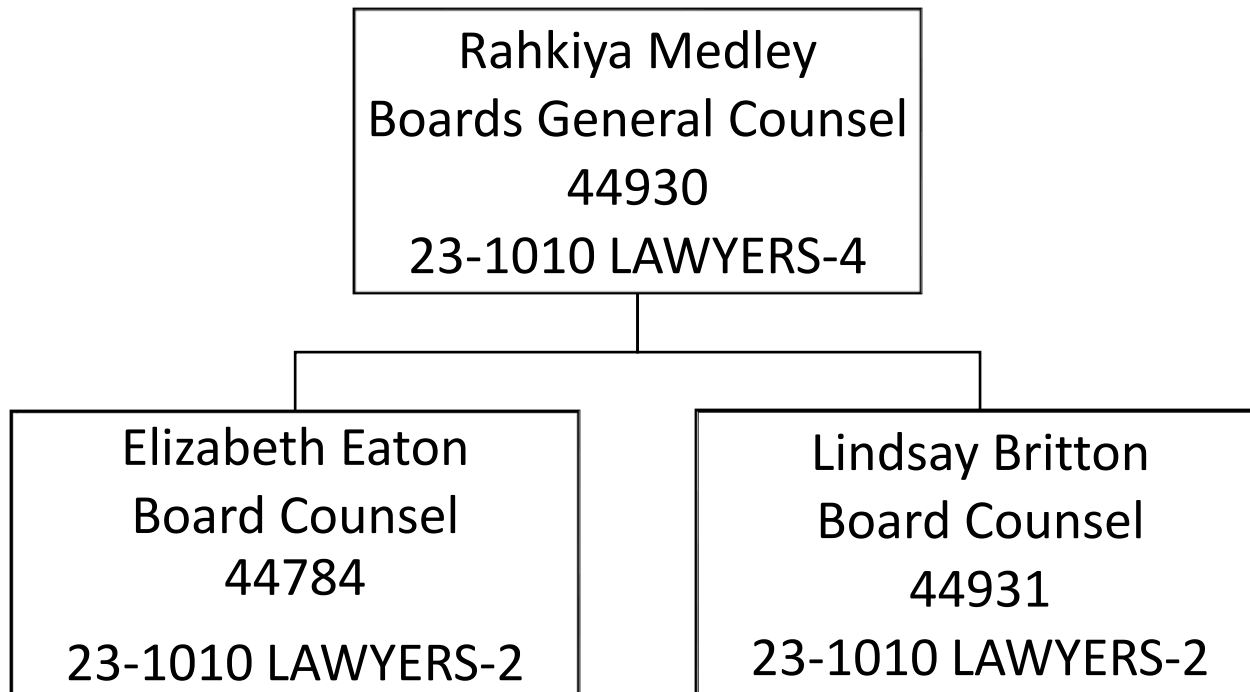 Rahkiya Medley
Boards General Counsel
44930
23-1010 LAWYERS-4
Elizabeth Eaton
Board Counsel
44784
23-1010 LAWYERS-2
Lindsay Britton
Board Counsel
44931
23-1010 LAWYERS-2